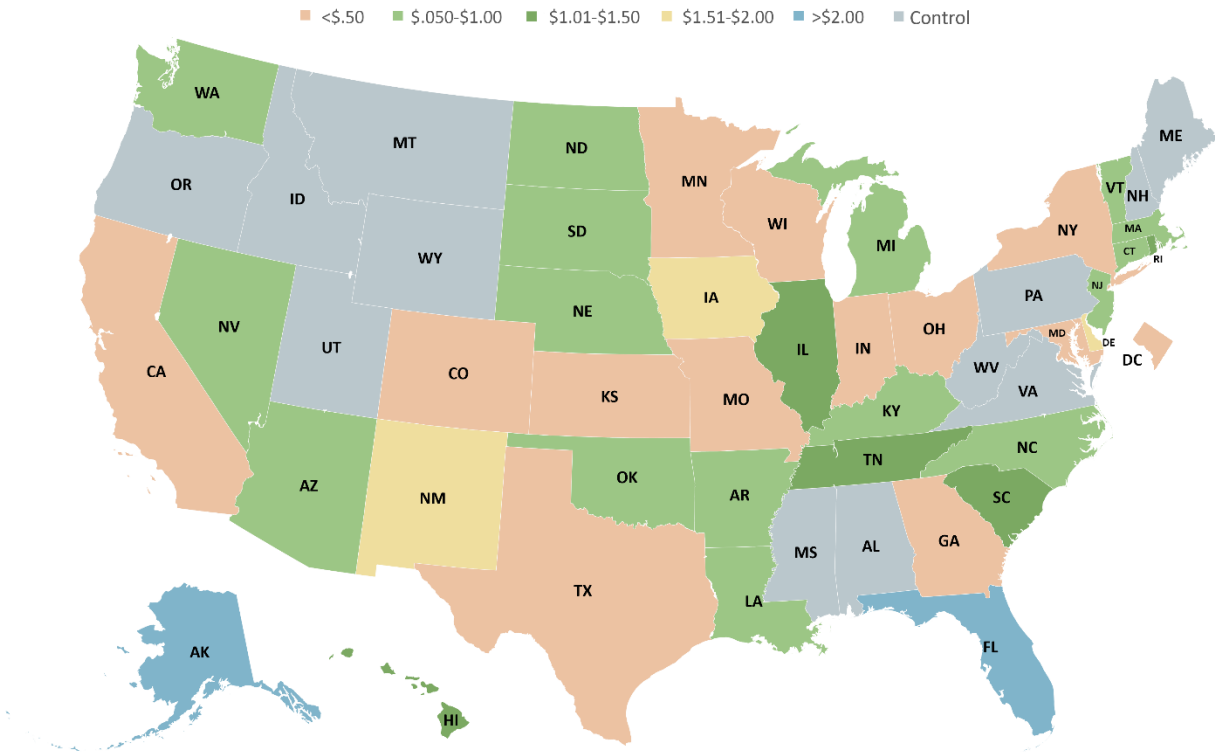 <$.50 $.050-$1.00 $1.01-$1.50 $1.51-$2.00 >$2.00 Control
WA
MT
ND
MN
ME
OR
ID
SD
WI
MI
VT
NH
NY
MA
CT
RI
WY
IA
NE
PA
NJ
NV
UT
IL
IN
OH
MD
DE
DC
CA
CO
KS
MO
WV
VA
KY
AZ
NM
OK
AR
TN
NC
SC
MS
AL
GA
TX
LA
AK
HI
FL